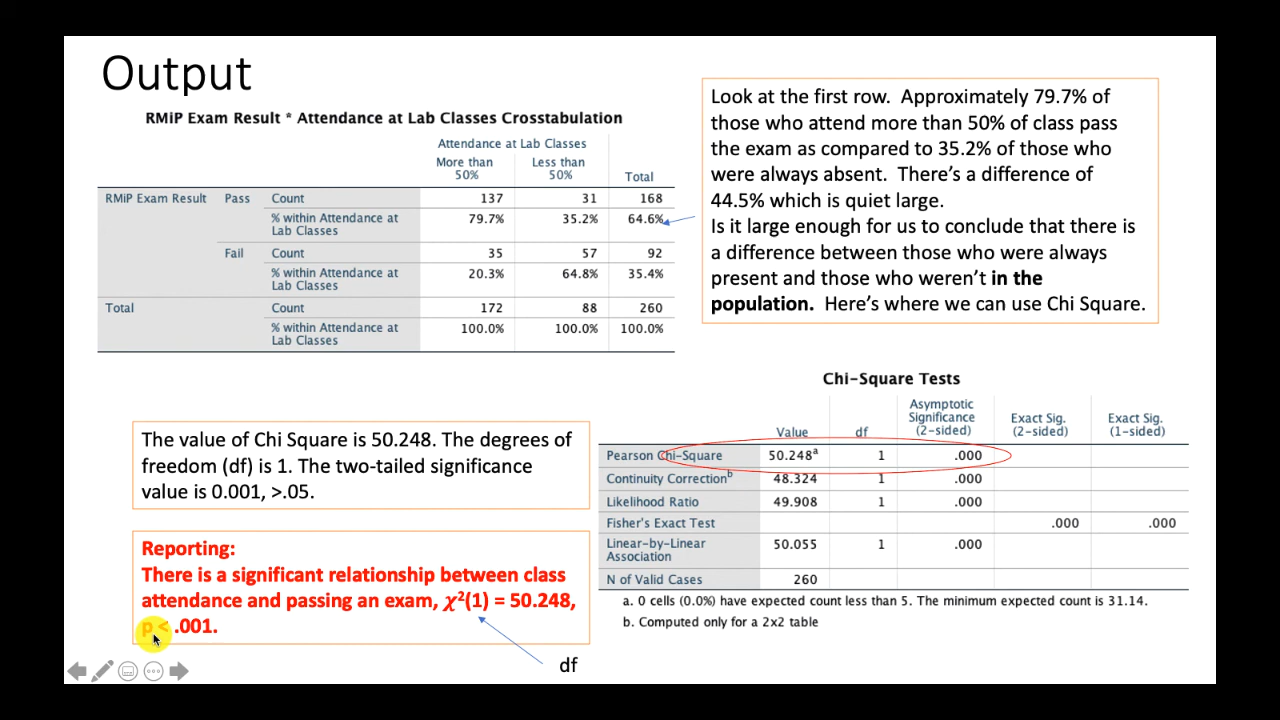 Output
RMiP Exam Result * Attendance at Lab Classes Crosstabulation
Attendance at Lab Classes
More than 50% Less than 50% Total
RMiP Exam Result Pass Count 137 31 168
% within Attendance at Lab Classes 79.7% 35.2% 64.6%
Fail Count 35 57 92
% within Attendance at Lab Classes 20.3% 64.8% 35.4%
Total Count 172 88 260
% within Attendance at Lab Classes 100.0% 100.0% 100.0%
Look at the first row. Approximately 79.7% of
those who attend more than 50% of class pass
the exam as compared to 35.2% of those who
were always absent. There's a difference of
44.5% which is quiet large.
Is it large enough for us to conclude that there is
a difference between those who were always
present and those who weren't in the
population. Here's where we can use Chi Square.
The value of Chi Square is 50.248. The degrees of
freedom (df) is 1. The two-tailed significance
value is 0.001, >.05.
Reporting:
There is a significant relationship between class
attendance and passing an exam, χ²(1) = 50.248,
p < .001.
df
Chi-Square Tests
Value df Asymptotic Significance (2-sided) Exact Sig. (2-sided) Exact Sig. (1-sided)
Pearson Chi-Square 50.248a 1 .000
Continuity Correctionb 48.324 1 .000
Likelihood Ratio 49.908 1 .000
Fisher's Exact Test .000 .000
Linear-by-Linear Association 50.055 1 .000
N of Valid Cases 260
a. 0 cells (0.0%) have expected count less than 5. The minimum expected count is 31.14.
b. Computed only for a 2x2 table